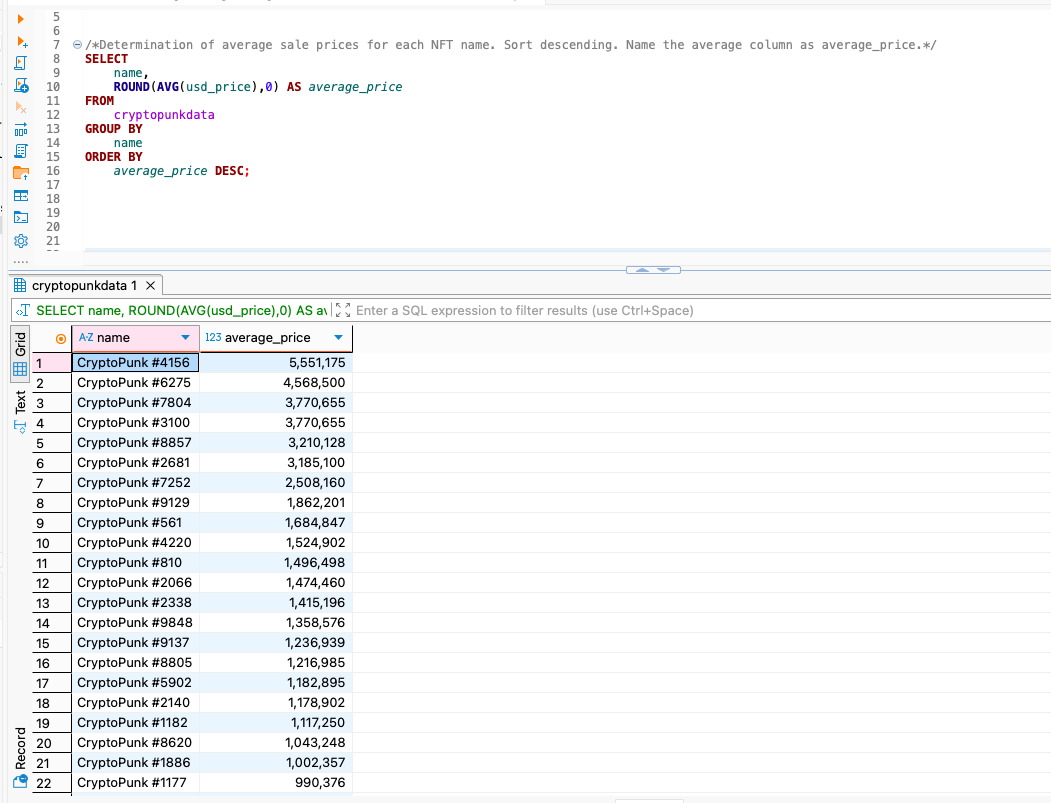 5
6
7 /*Determination of average sale prices for each NFT name. Sort descending. Name the average column as average_price.*/
8 SELECT
9 name,
10 ROUND(AVG(usd_price),0) AS average_price
11 FROM
12 cryptopunkdata
13 GROUP BY
14 name
15 ORDER BY
16 average_price DESC;
17
18
19
20
21
cryptopunkdata 1
SELECT name, ROUND(AVG(usd_price),0) AS Enter a SQL expression to filter results (use Ctrl+Space)
Grid
Text
Record
A-Z name 123 average_price
1 CryptoPunk #4156 5,551,175
2 CryptoPunk #6275 4,568,500
3 CryptoPunk #7804 3,770,655
4 CryptoPunk #3100 3,770,655
5 CryptoPunk #8857 3,210,128
6 CryptoPunk #2681 3,185,100
7 CryptoPunk #7252 2,508,160
8 CryptoPunk #9129 1,862,201
9 CryptoPunk #561 1,684,847
10 CryptoPunk #4220 1,524,902
11 CryptoPunk #810 1,496,498
12 CryptoPunk #2066 1,474,460
13 CryptoPunk #2338 1,415,196
14 CryptoPunk #9848 1,358,576
15 CryptoPunk #9137 1,236,939
16 CryptoPunk #8805 1,216,985
17 CryptoPunk #5902 1,182,895
18 CryptoPunk #2140 1,178,902
19 CryptoPunk #1182 1,117,250
20 CryptoPunk #8620 1,043,248
21 CryptoPunk #1886 1,002,357
22 CryptoPunk #1177 990,376